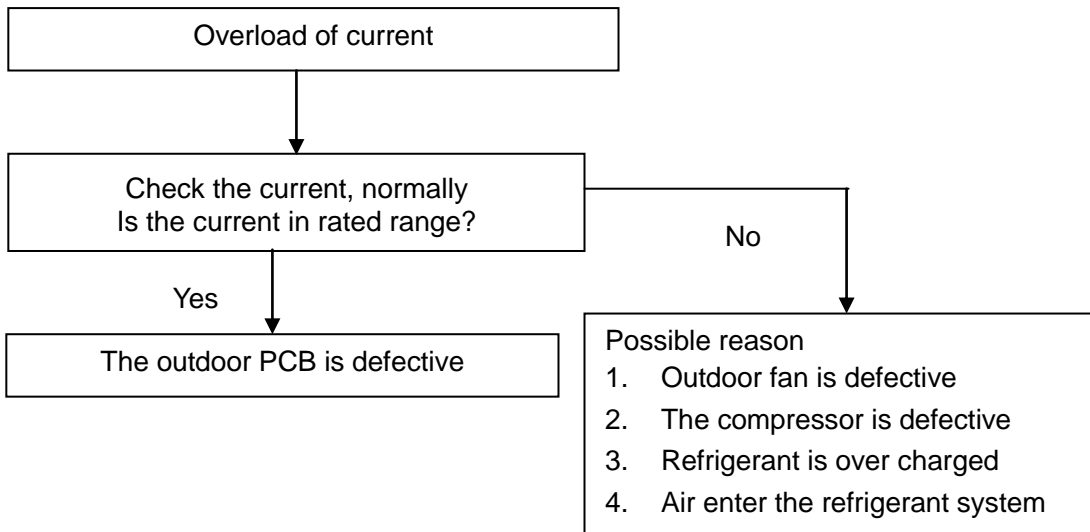 Overload of current
Check the current, normally
Is the current in rated range?
No
Yes
The outdoor PCB is defective
Possible reason
1. Outdoor fan is defective
2. The compressor is defective
3. Refrigerant is over charged
4. Air enter the refrigerant system